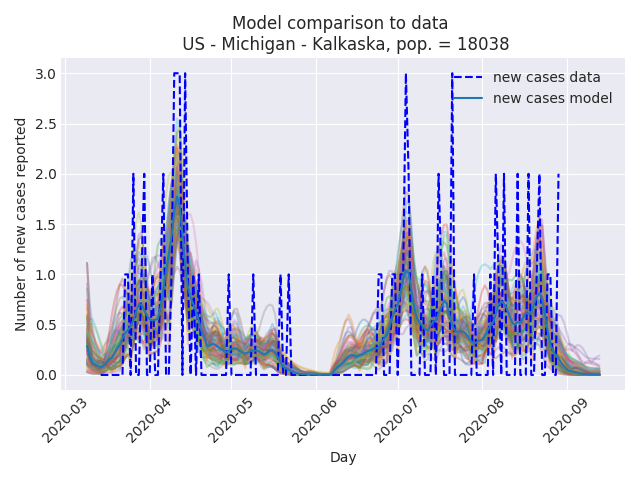 Model comparison to data
US - Michigan - Kalkaska, pop. = 18038
new cases data
new cases model
Number of new cases reported
3.0
2.5
2.0
1.5
1.0
0.5
0.0
2020-03
2020-04
2020-05
2020-06
2020-07
2020-08
2020-09
Day